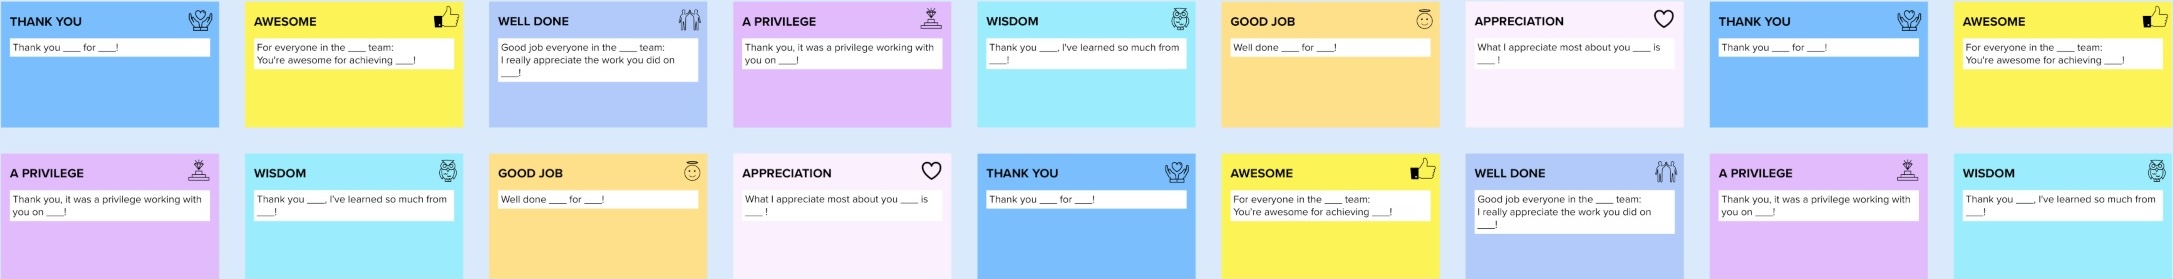 THANK YOU
Thank you ___ for ___!
AWESOME
For everyone in the ___ team:
You're awesome for achieving ___!
WELL DONE
Good job everyone in the ___ team:
I really appreciate the work you did on
___!
A PRIVILEGE
Thank you, it was a privilege working with
you on ___!
WISDOM
Thank you ___, I've learned so much from
___!
GOOD JOB
Well done ___ for ___!
APPRECIATION
What I appreciate most about you ___ is
___ !
THANK YOU
Thank you ___ for ___!
AWESOME
For everyone in the ___ team:
You're awesome for achieving ___!
A PRIVILEGE
Thank you, it was a privilege working with
you on ___!
WISDOM
Thank you ___, I've learned so much from
___!
GOOD JOB
Well done ___ for ___!
APPRECIATION
What I appreciate most about you ___ is
___ !
THANK YOU
Thank you ___ for ___!
AWESOME
For everyone in the ___ team:
You're awesome for achieving ___!
WELL DONE
Good job everyone in the ___ team:
I really appreciate the work you did on
___!
A PRIVILEGE
Thank you, it was a privilege working with
you on ___!
WISDOM
Thank you ___, I've learned so much from
___!